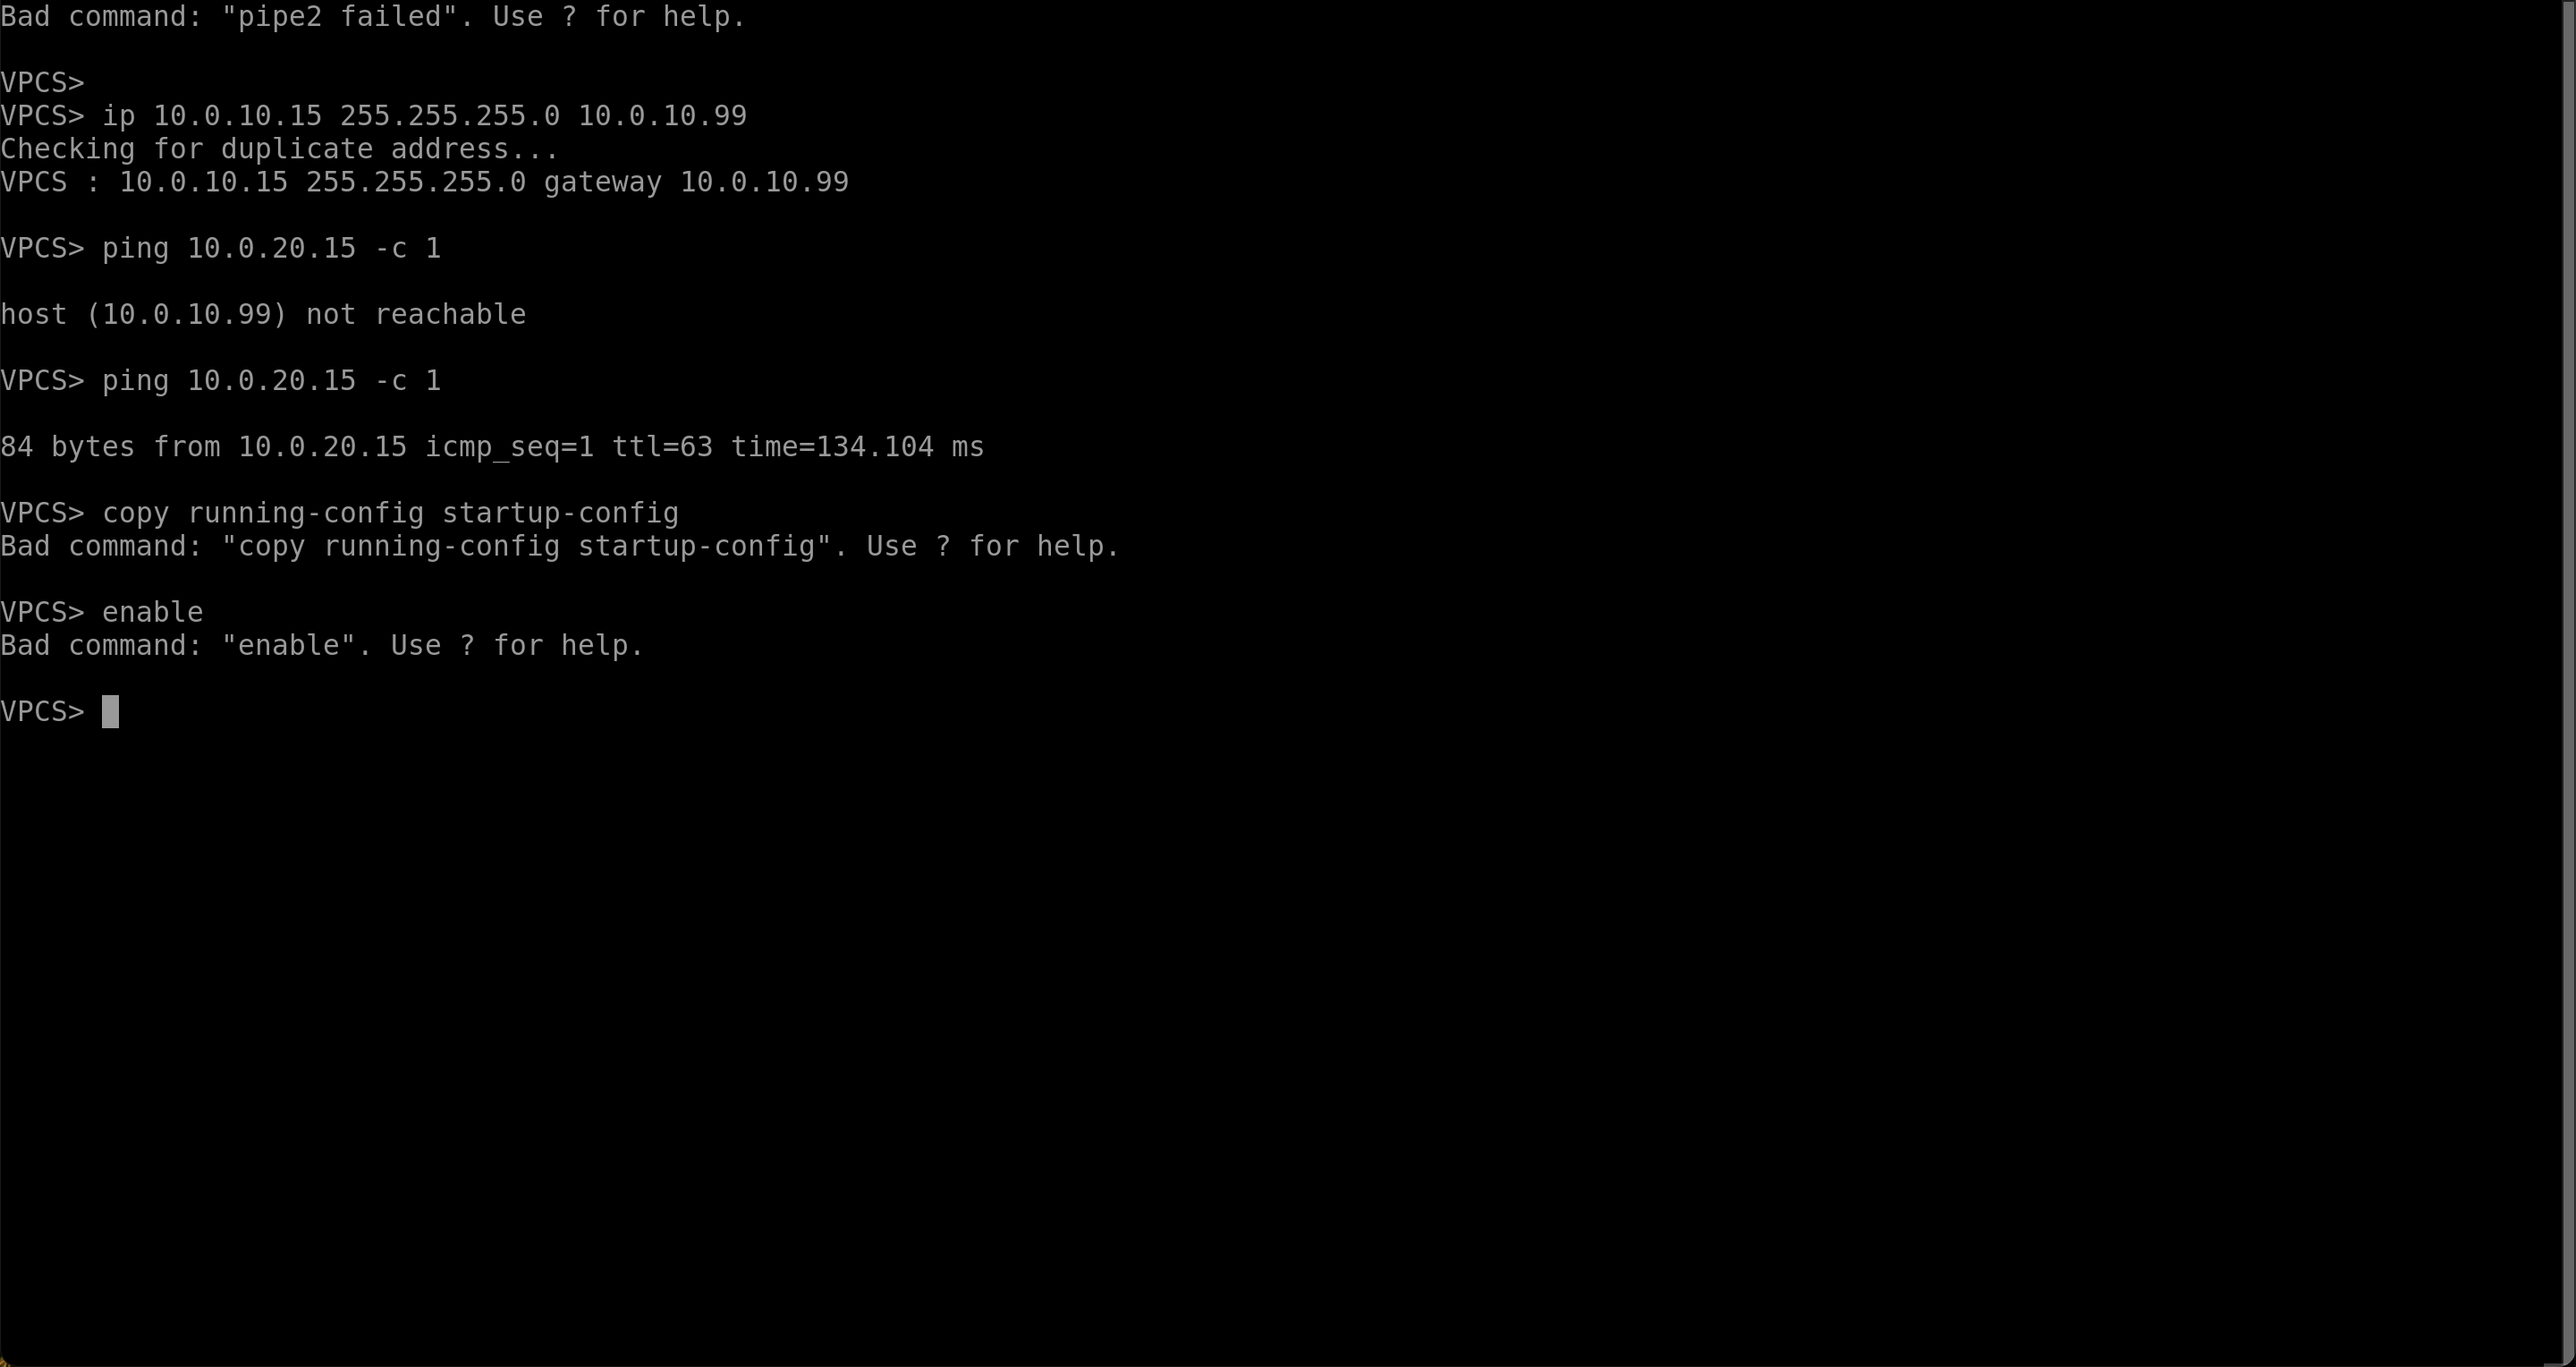 Bad command: "pipe2 failed". Use ? for help.
VPCS>
VPCS> ip 10.0.10.15 255.255.255.0 10.0.10.99
Checking for duplicate address...
VPCS : 10.0.10.15 255.255.255.0 gateway 10.0.10.99
VPCS> ping 10.0.20.15 -c 1
host (10.0.10.99) not reachable
VPCS> ping 10.0.20.15 -c 1
84 bytes from 10.0.20.15 icmp_seq=1 ttl=63 time=134.104 ms
VPCS> copy running-config startup-config
Bad command: "copy running-config startup-config". Use ? for help.
VPCS> enable
Bad command: "enable". Use ? for help.
VPCS>